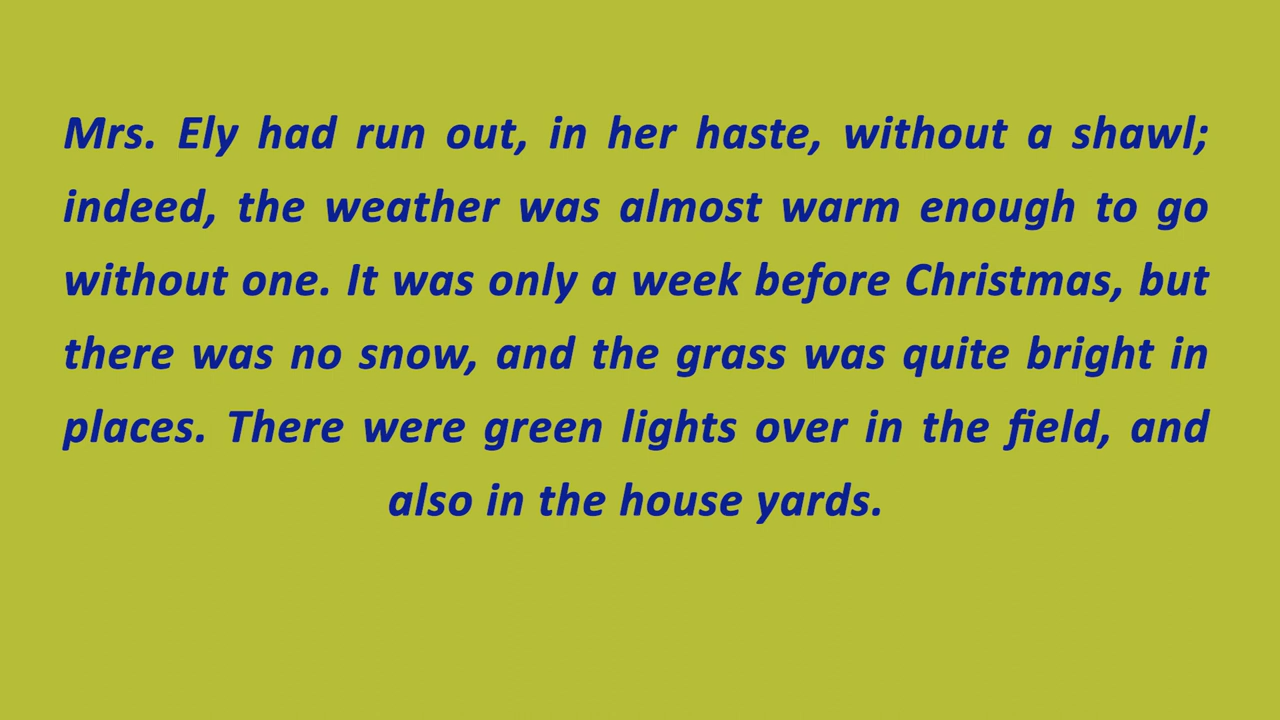 Mrs. Ely had run out, in her haste, without a shawl;
indeed, the weather was almost warm enough to go
without one. It was only a week before Christmas, but
there was no snow, and the grass was quite bright in
places. There were green lights over in the field, and
also in the house yards.